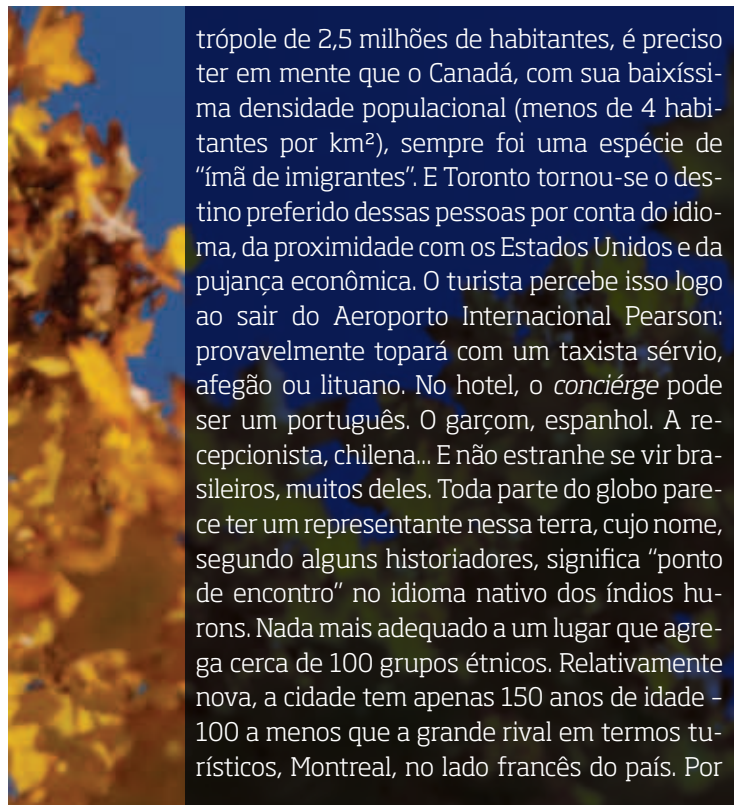 trópole de 2,5 milhões de habitantes, é preciso
ter em mente que o Canadá, com sua baixíssi-
ma densidade populacional (menos de 4 habi-
tantes por km²), sempre foi uma espécie de
“ímã de imigrantes”. E Toronto tornou-se o des-
tino preferido dessas pessoas por conta do idio-
ma, da proximidade com os Estados Unidos e da
pujança econômica. O turista percebe isso logo
ao sair do Aeroporto Internacional Pearson:
provavelmente topará com um taxista sérvio,
afegão ou lituano. No hotel, o conciérge pode
ser um português. O garçom, espanhol. A re-
cepcionista, chilena... E não estranhe se vir bra-
sileiros, muitos deles. Toda parte do globo pare-
ce ter um representante nessa terra, cujo nome,
segundo alguns historiadores, significa “ponto
de encontro” no idioma nativo dos índios hu-
rons. Nada mais adequado a um lugar que agre-
ga cerca de 100 grupos étnicos. Relativamente
nova, a cidade tem apenas 150 anos de idade –
100 a menos que a grande rival em termos tu-
rísticos, Montreal, no lado francês do país. Por